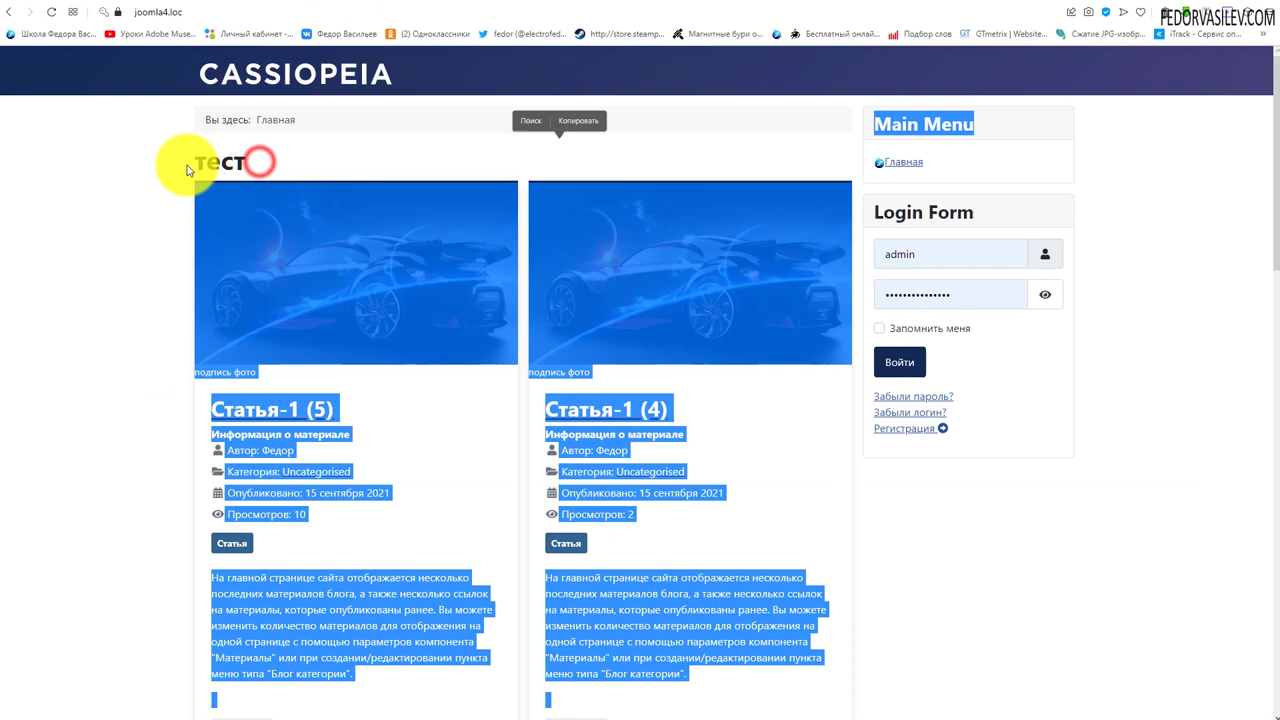 joomla4.loc
FEDORVASILEV.COM
Школа Федора Вас...
Уроки Adobe Muse...
Личный кабинет -...
Федор Васильев
(2) Одноклассники
fedor (@electrofed...
http://store.steamp...
Магнитные бури о...
Бесплатный онлай...
Подбор слов
GTmetrix | Website...
Сжатие JPG-изобр...
iTrack - Сервис оп...
CASSIOPEIA
Вы здесь: Главная
Поиск
Копировать
тест
подпись фото
Статья-1 (5)
Информация о материале
Автор: Федор
Категория: Uncategorised
Опубликовано: 15 сентября 2021
Просмотров: 10
Статья
На главной странице сайта отображается несколько
последних материалов блога, а также несколько ссылок
на материалы, которые опубликованы ранее. Вы можете
изменить количество материалов для отображения на
одной странице с помощью параметров компонента
"Материалы" или при создании/редактировании пункта
меню типа "Блог категории".
подпись фото
Статья-1 (4)
Информация о материале
Автор: Федор
Категория: Uncategorised
Опубликовано: 15 сентября 2021
Просмотров: 2
Статья
На главной странице сайта отображается несколько
последних материалов блога, а также несколько ссылок
на материалы, которые опубликованы ранее. Вы можете
изменить количество материалов для отображения на
одной странице с помощью параметров компонента
"Материалы" или при создании/редактировании пункта
меню типа "Блог категории".
Main Menu
Главная
Login Form
admin
•••••••••••••••
Запомнить меня
Войти
Забыли пароль?
Забыли логин?
Регистрация